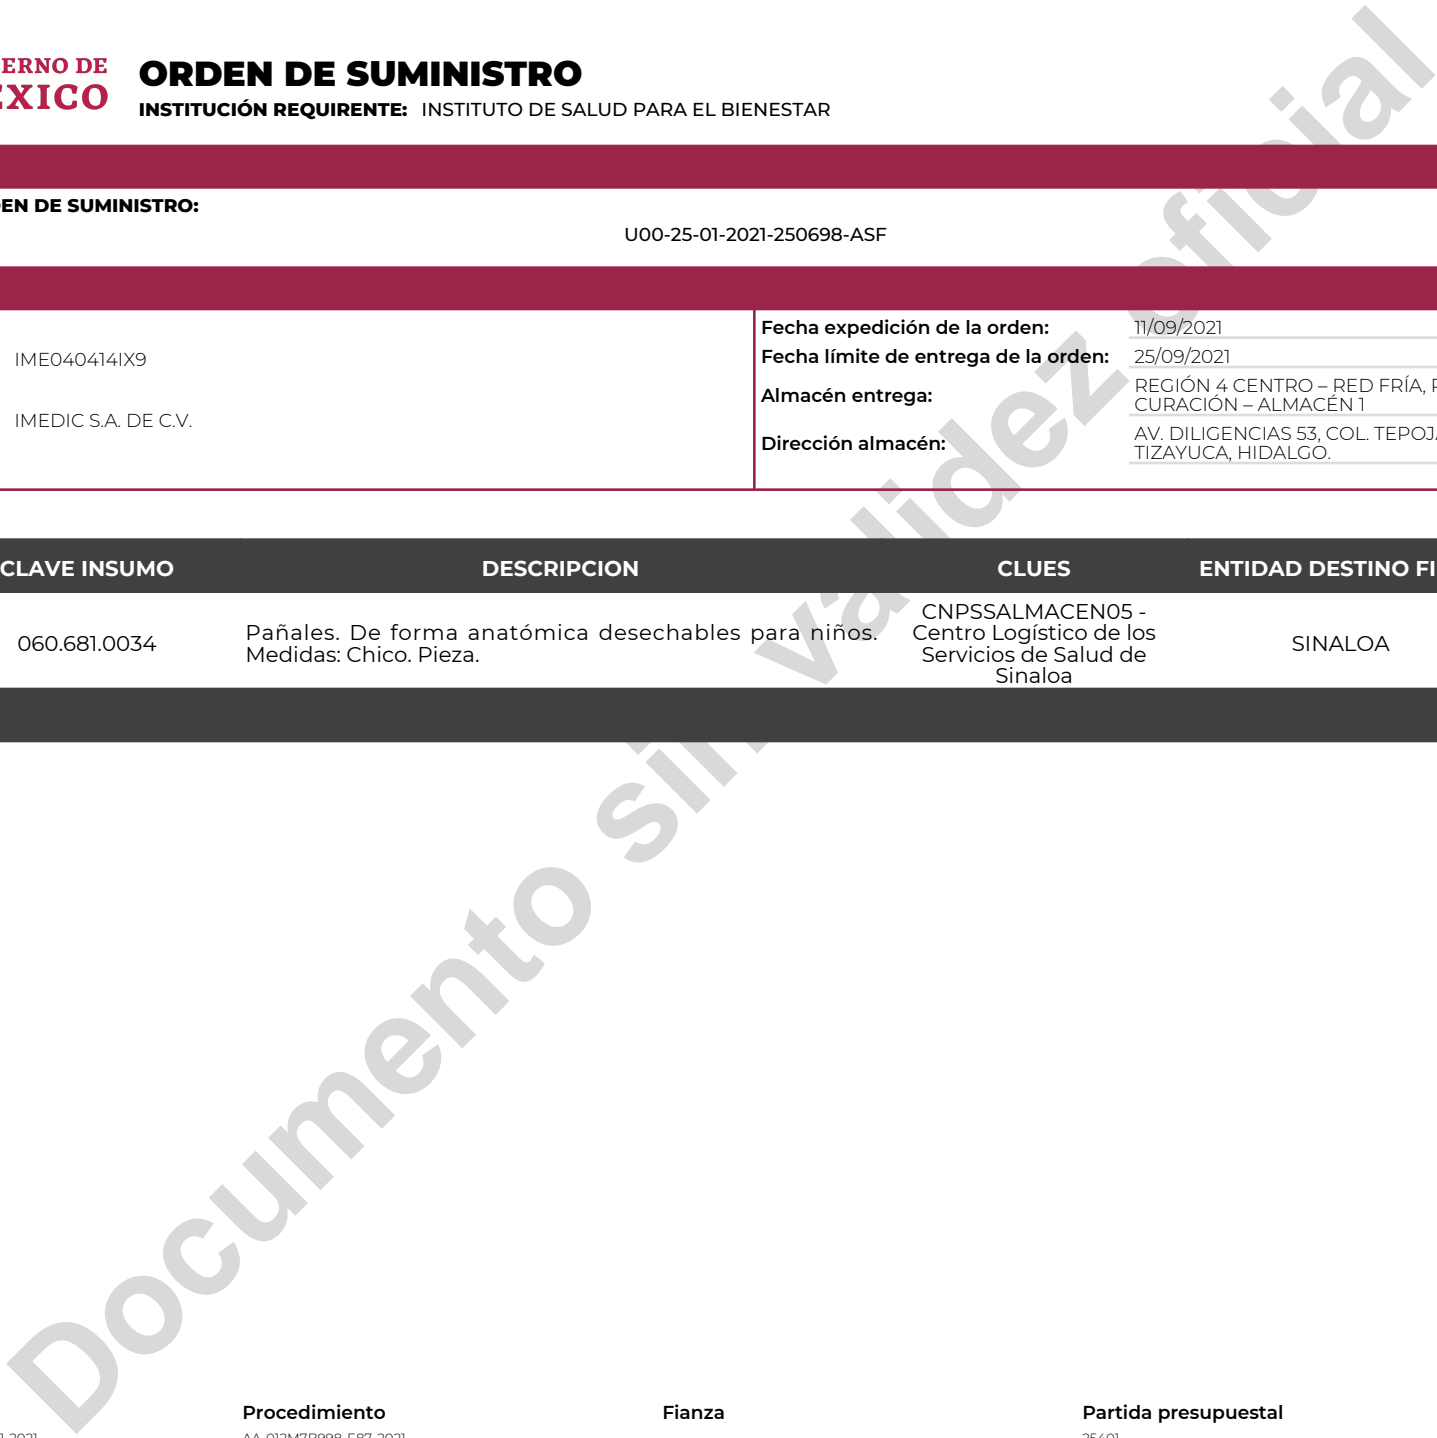 ERNO DE
EXICO
ORDEN DE SUMINISTRO
INSTITUCIÓN REQUIRENTE: INSTITUTO DE SALUD PARA EL BIENESTAR
EN DE SUMINISTRO:
U00-25-01-2021-250698-ASF
IME040414IX9
IMEDIC S.A. DE C.V.
Fecha expedición de la orden: 11/09/2021
Fecha límite de entrega de la orden: 25/09/2021
Almacén entrega: REGIÓN 4 CENTRO – RED FRÍA,
CURACIÓN – ALMACÉN 1
Dirección almacén: AV. DILIGENCIAS 53, COL. TEPOJ
TIZAYUCA, HIDALGO.
CLAVE INSUMO DESCRIPCION CLUES ENTIDAD DESTINO FI
060.681.0034
Pañales. De forma anatómica desechables para niños.
Medidas: Chico. Pieza.
CNPSSALMACEN05 -
Centro Logístico de los
Servicios de Salud de
Sinaloa
SINALOA
Documento sin validez oficial
Procedimiento Fianza Partida presupuestal